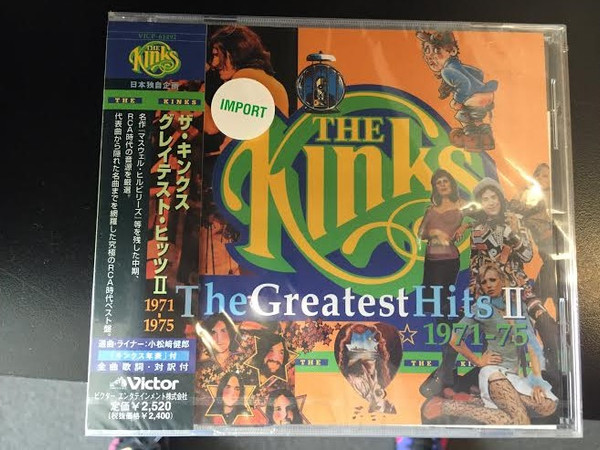 VICP-61892
THE
Kinks
日本独自企画
THE KINKS
ザ・キンクス
グレイテスト・ヒッツⅡ
1971
-
1975
名作「マスウェル・ヒルビリーズ」等を残した中期、
RCA時代の音源を厳選。
代表曲から隠れた名曲までを網羅した究極のRCA時代ベスト盤。
選曲・ライナー:小松崎健郎
「キンクス年表」付
全曲歌詞・対訳付
Victor
ビクター エンタテインメント株式会社
定価¥2,520
(税抜価格¥2,400)
IMPORT
THE
Kinks
The Greatest Hits II
☆ 1971-75
THE
THE K